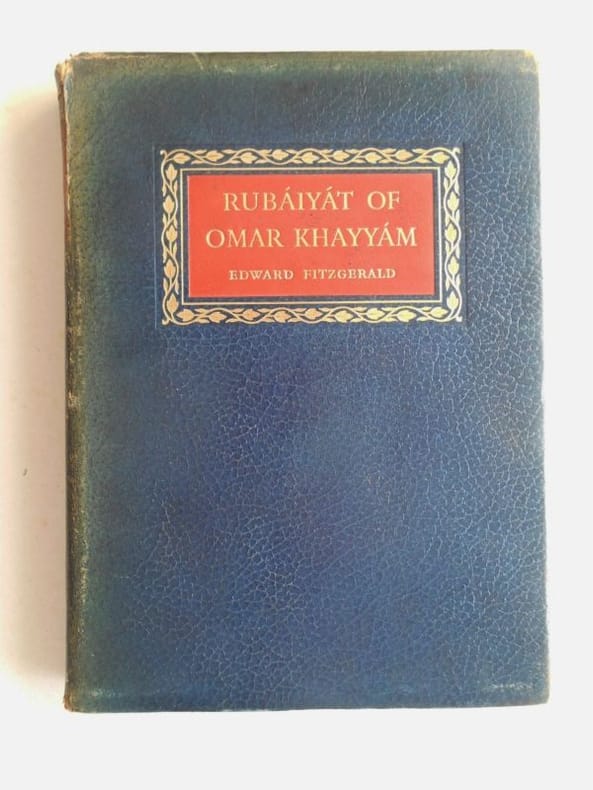 RUBÁIYÁT OF
OMAR KHAYYÁM
EDWARD FITZGERALD